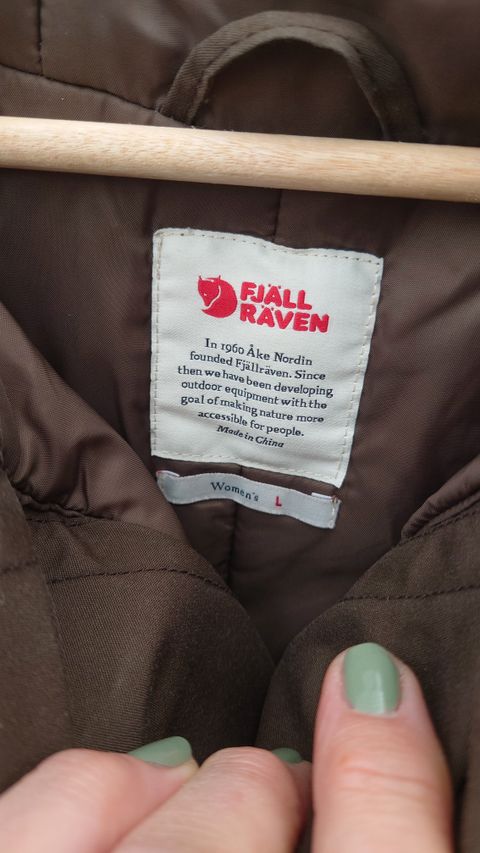 FJÄLL
RÄVEN
In 1960 Åke Nordin
founded Fjällräven. Since
then we have been developing
outdoor equipment with the
goal of making nature more
accessible for people.
Made in China
Women's L